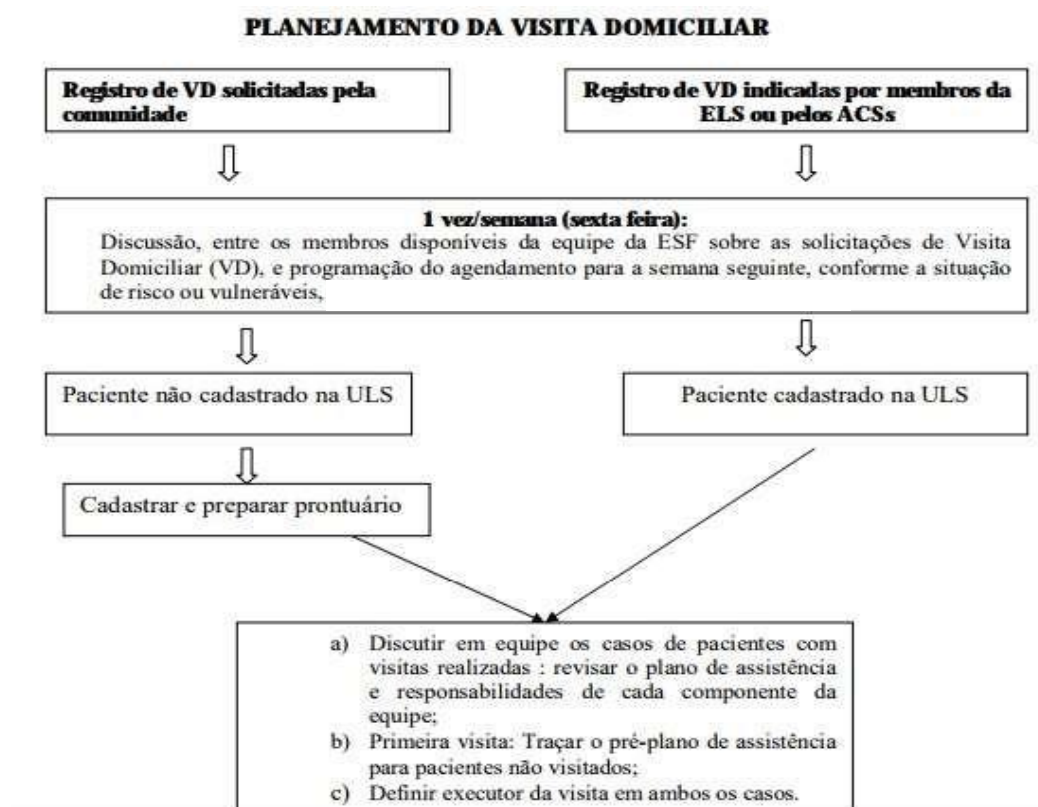 PLANEJAMENTO DA VISITA DOMICILIAR
Registro de VD solicitadas pela
comunidade
Registro de VD indicadas por membros da
ELS ou pelos ACSs
1 vez/semana (sexta feira):
Discussão, entre os membros disponíveis da equipe da ESF sobre as solicitações de Visita
Domiciliar (VD), e programação do agendamento para a semana seguinte, conforme a situação
de risco ou vulneráveis,
Paciente não cadastrado na ULS
Paciente cadastrado na ULS
Cadastrar e preparar prontuário
a) Discutir em equipe os casos de pacientes com
visitas realizadas : revisar o plano de assistência
e responsabilidades de cada componente da
equipe;
b) Primeira visita: Traçar o pré-plano de assistência
para pacientes não visitados;
c) Definir executor da visita em ambos os casos.